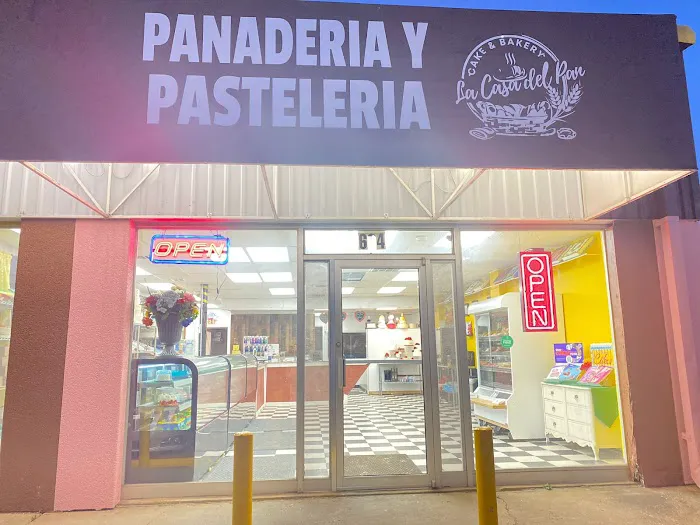 PANADERIA Y
PASTELERIA
CAKE & BAKERY
La Casa del Pan
OPEN
OPEN